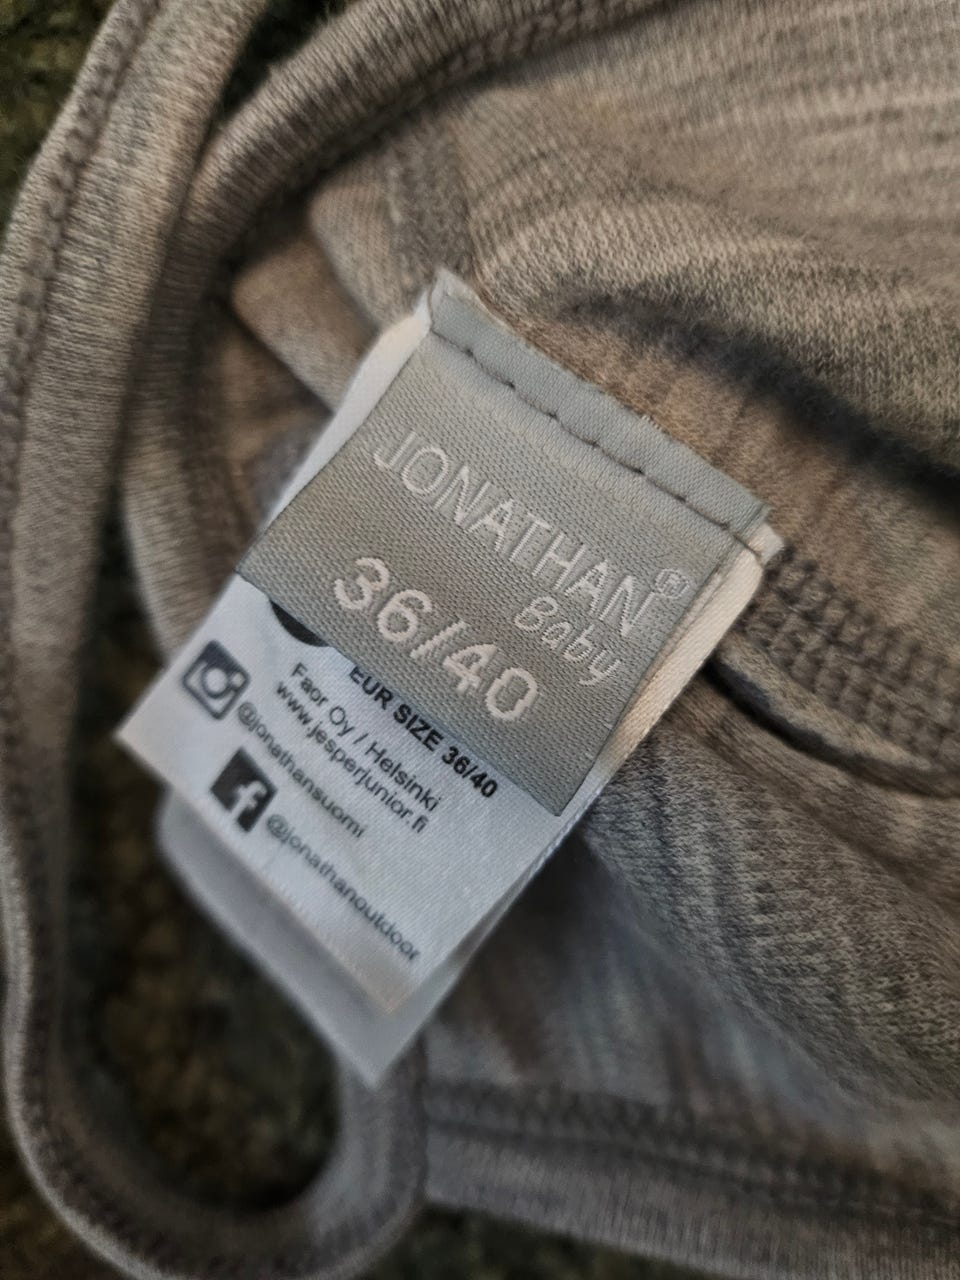 JONATHAN®
Baby
36/40
EUR SIZE 36/40
Faor Oy / Helsinki
www.jesperjunior.fi
@jonathansuomi
@jonathanoutdoor